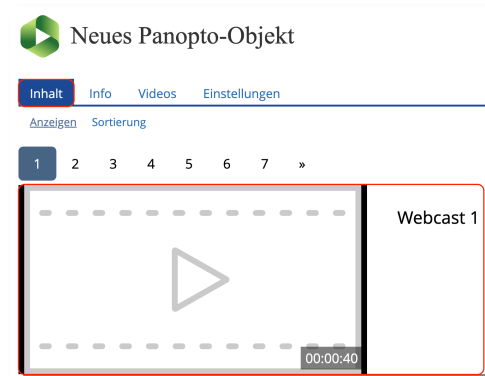 Neues Panopto-Objekt
Inhalt Info Videos Einstellungen
Anzeigen Sortierung
1 2 3 4 5 6 7 »
Webcast 1
00:00:40